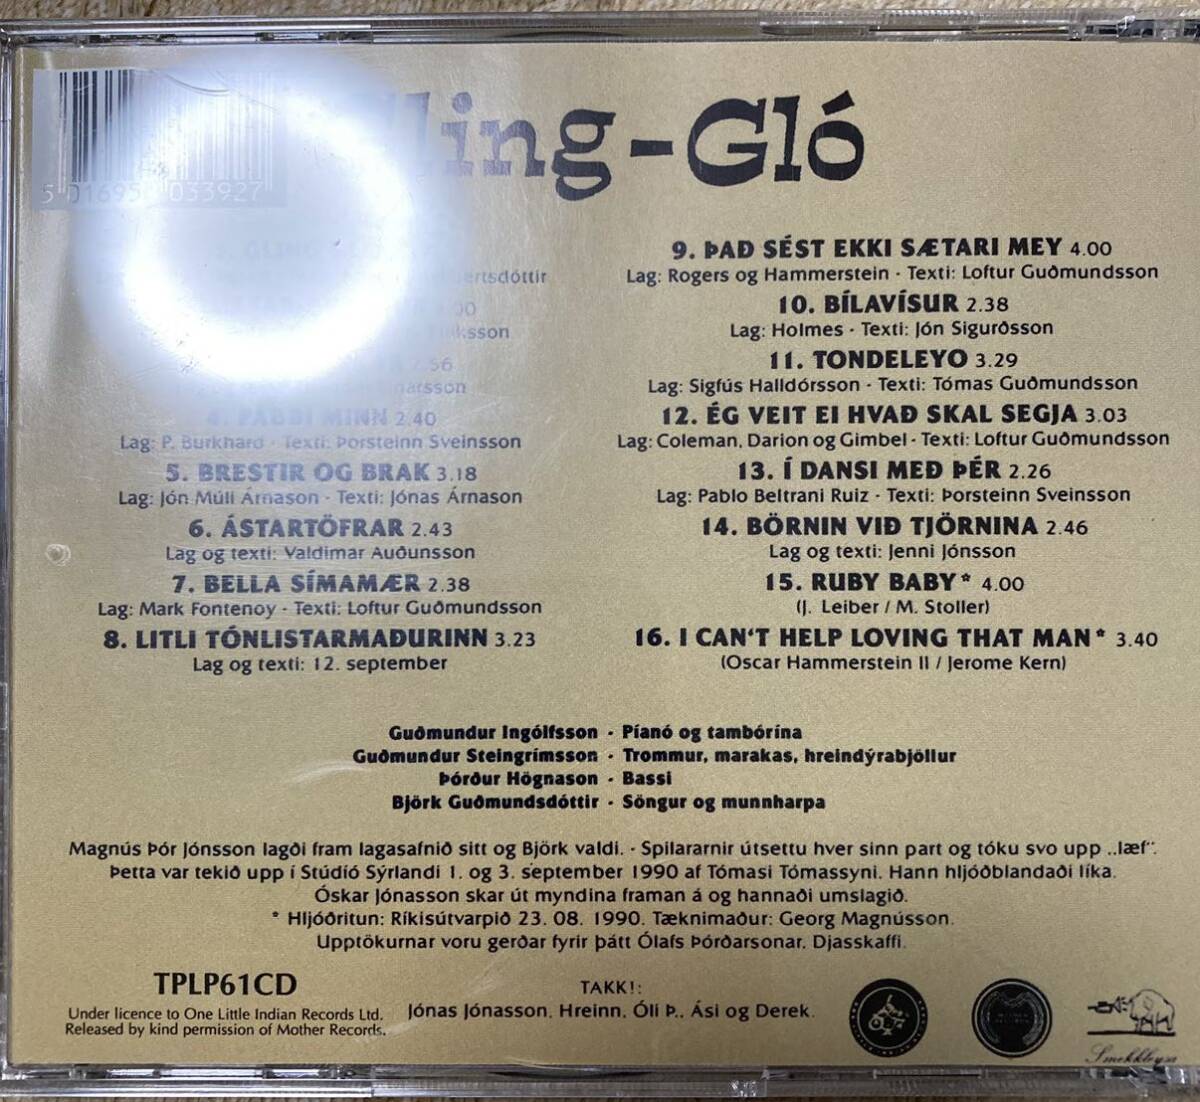 ling-Gló
5 016958 033927
ertsdóttir
4. PABBI MINN 2.40
Lag: P. Burkhard · Texti: Þorsteinn Sveinsson
5. BRESTIR OG BRAK 3.18
Lag: Jón Múli Árnason · Texti: Jónas Árnason
6. ÁSTARTÖFRAR 2.43
Lag og texti: Valdimar Auðunsson
7. BELLA SÍMAMÆR 2.38
Lag: Mark Fontenoy · Texti: Loftur Guðmundsson
8. LITLI TÓNLISTARMAÐURINN 3.23
Lag og texti: 12. september
9. ÞAÐ SÉST EKKI SÆTARI MEY 4.00
Lag: Rogers og Hammerstein · Texti: Loftur Guðmundsson
10. BÍLAVÍSUR 2.38
Lag: Holmes · Texti: Jón Sigurðsson
11. TONDELEYO 3.29
Lag: Sigfús Halldórsson · Texti: Tómas Guðmundsson
12. ÉG VEIT EI HVAÐ SKAL SEGJA 3.03
Lag: Coleman, Darion og Gimbel · Texti: Loftur Guðmundsson
13. Í DANSI MEÐ ÞÉR 2.26
Lag: Pablo Beltrani Ruiz · Texti: Þorsteinn Sveinsson
14. BÖRNIN VIÐ TJÖRNINA 2.46
Lag og texti: Jenni Jónsson
15. RUBY BABY* 4.00
(J. Leiber / M. Stoller)
16. I CAN'T HELP LOVING THAT MAN* 3.40
(Oscar Hammerstein II / Jerome Kern)
Guðmundur Ingólfsson · Píanó og tambórína
Guðmundur Steingrímsson · Trommur, marakas, hreindýrabjöllur
Þórður Högnason · Bassi
Björk Guðmundsdóttir · Söngur og munnharpa
Magnús Þór Jónsson lagði fram lagasafnið sitt og Björk valdi. · Spilararnir útsettu hver sinn part og tóku svo upp „læf“.
Þetta var tekið upp í Stúdíó Sýrlandi 1. og 3. september 1990 af Tómasi Tómassyni. Hann hljóðblandaði líka.
Óskar Jónasson skar út myndina framan á og hannaði umslagið.
* Hljóðritun: Ríkisútvarpið 23. 08. 1990. Tæknimaður: Georg Magnússon.
Upptökurnar voru gerðar fyrir þátt Ólafs Þórðarsonar, Djasskaffi.
TPLP61CD
Under licence to One Little Indian Records Ltd.
Released by kind permission of Mother Records.
TAKK!:
Jónas Jónasson, Hreinn, Óli Þ., Ási og Derek.
Smekkleysa